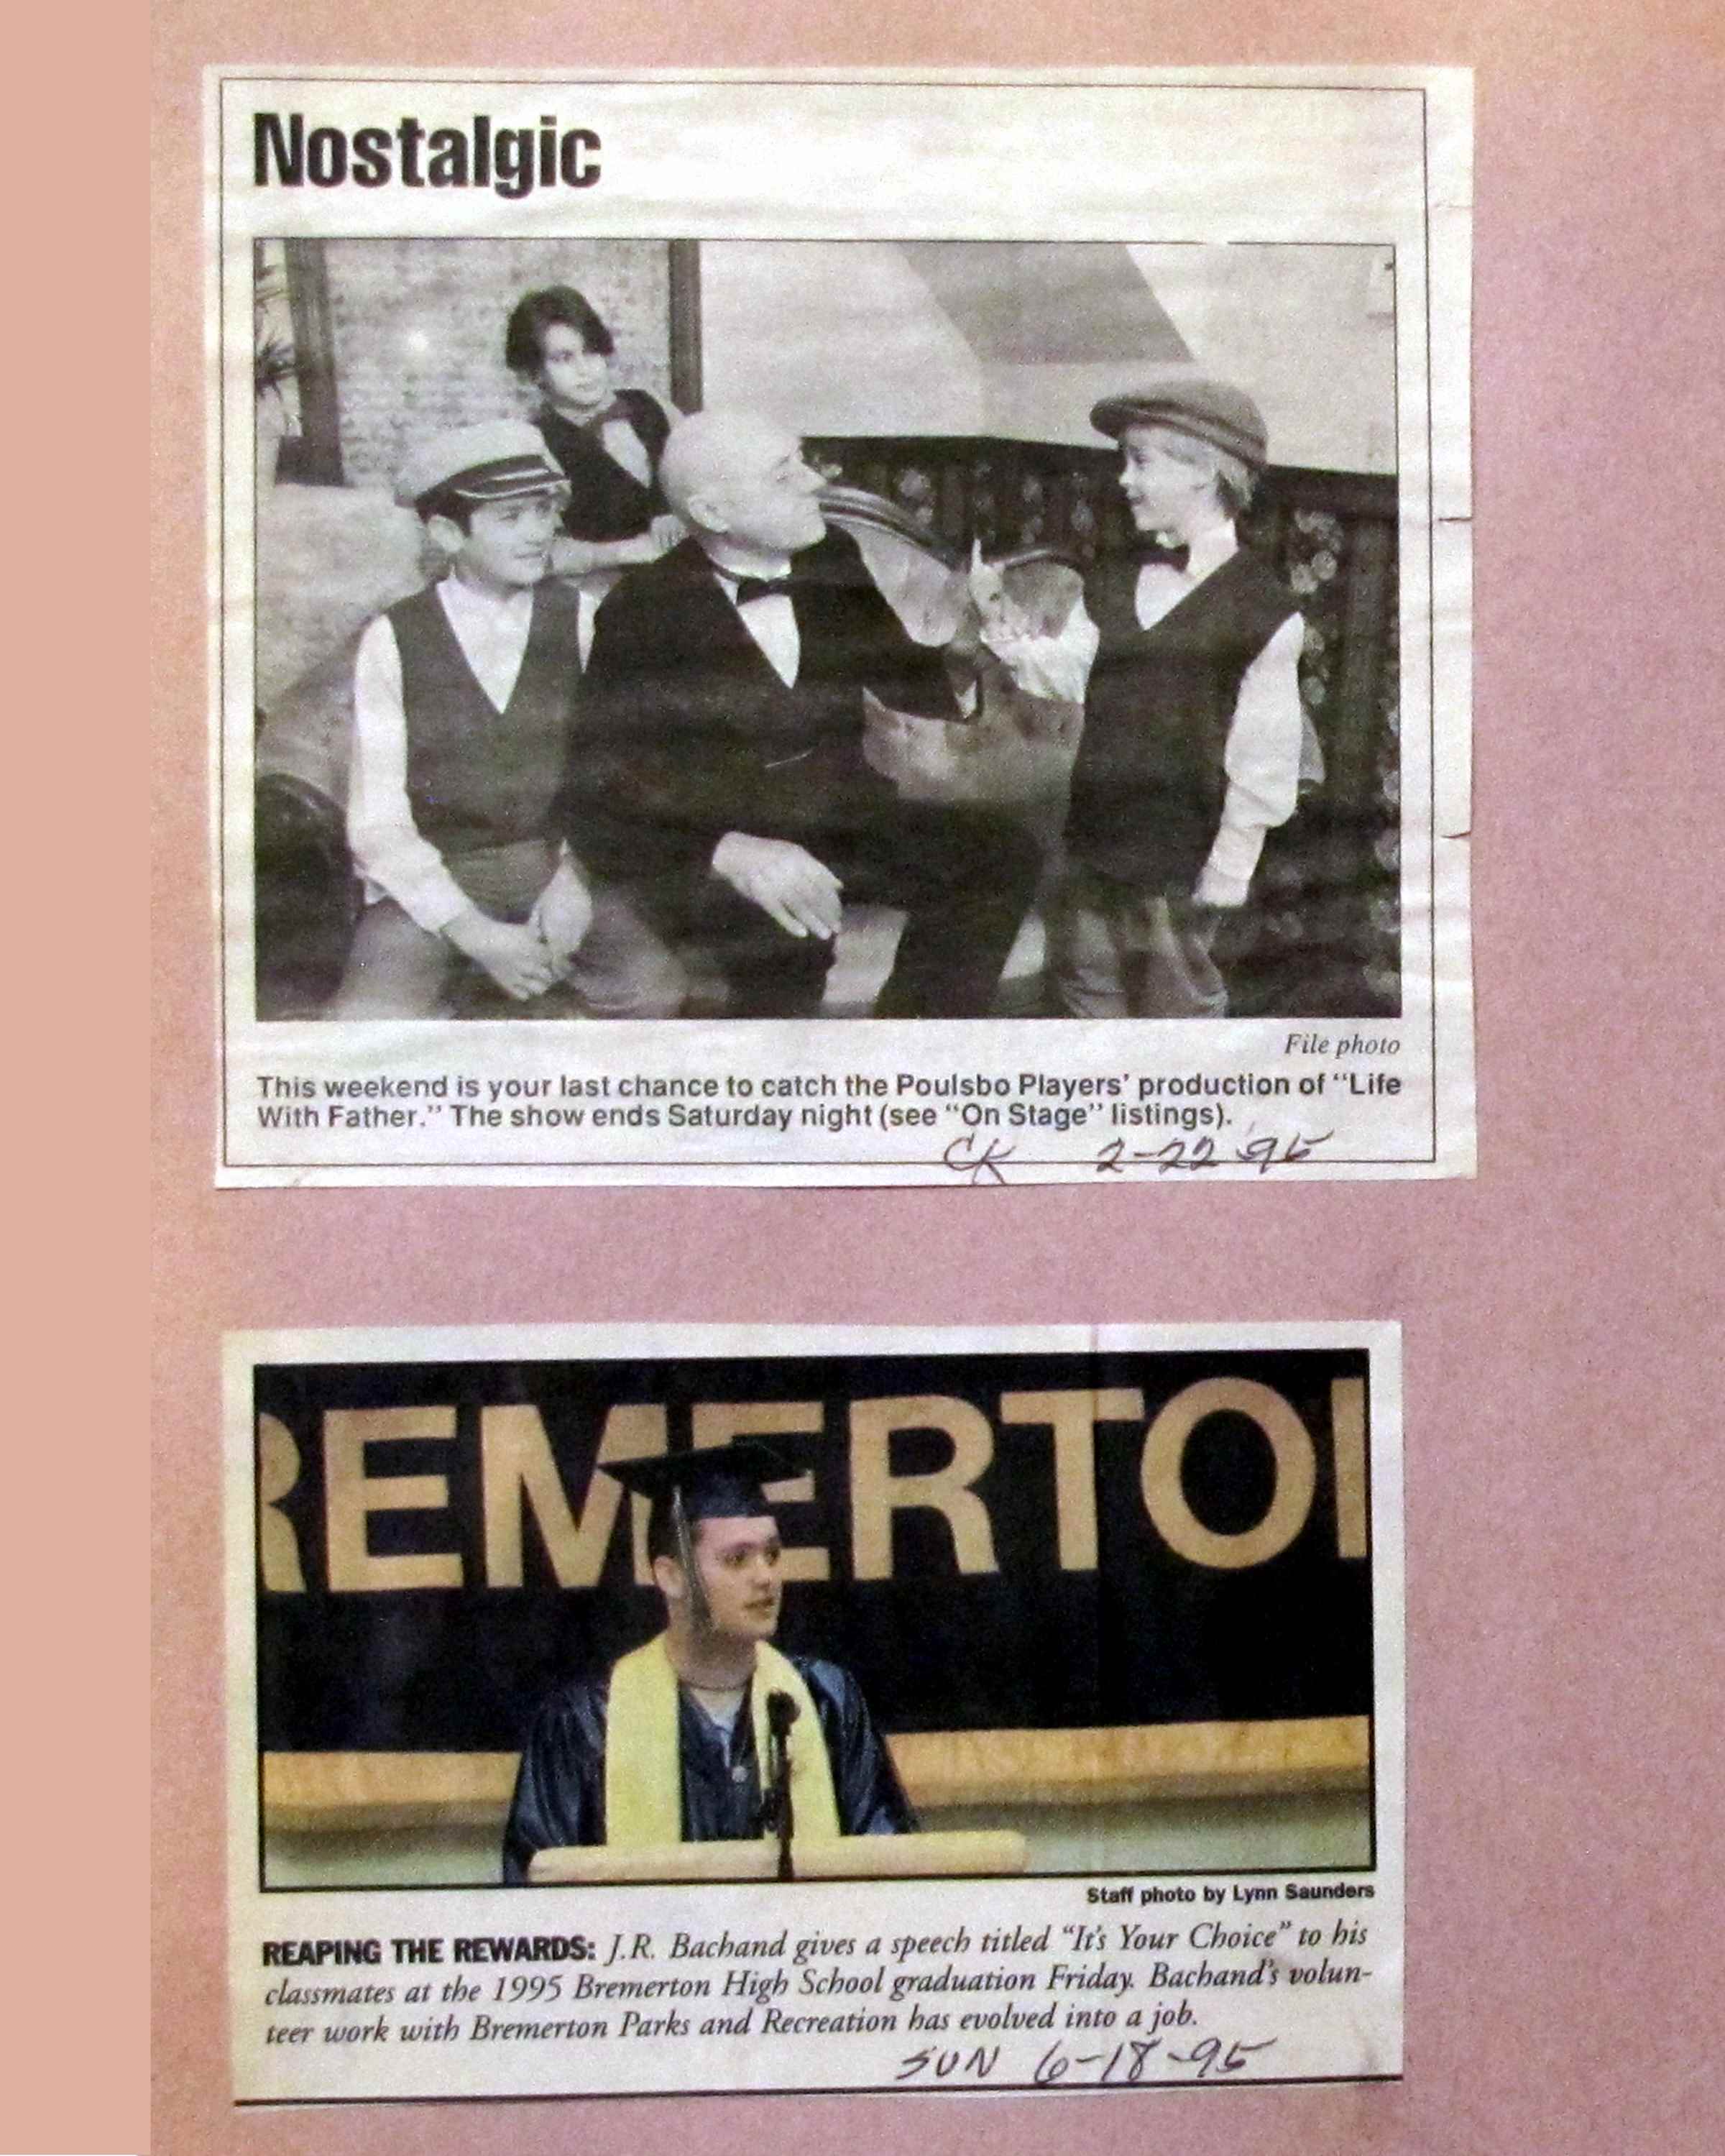 Nostalgic
File photo
This weekend is your last chance to catch the Poulsbo Players' production of "Life
With Father." The show ends Saturday night (see "On Stage" listings).
CK 2-22-95
REMERTON
Staff photo by Lynn Saunders
REAPING THE REWARDS: J.R. Bachand gives a speech titled “It's Your Choice” to his
classmates at the 1995 Bremerton High School graduation Friday. Bachand's volun-
teer work with Bremerton Parks and Recreation has evolved into a job.
SUN 6-18-95